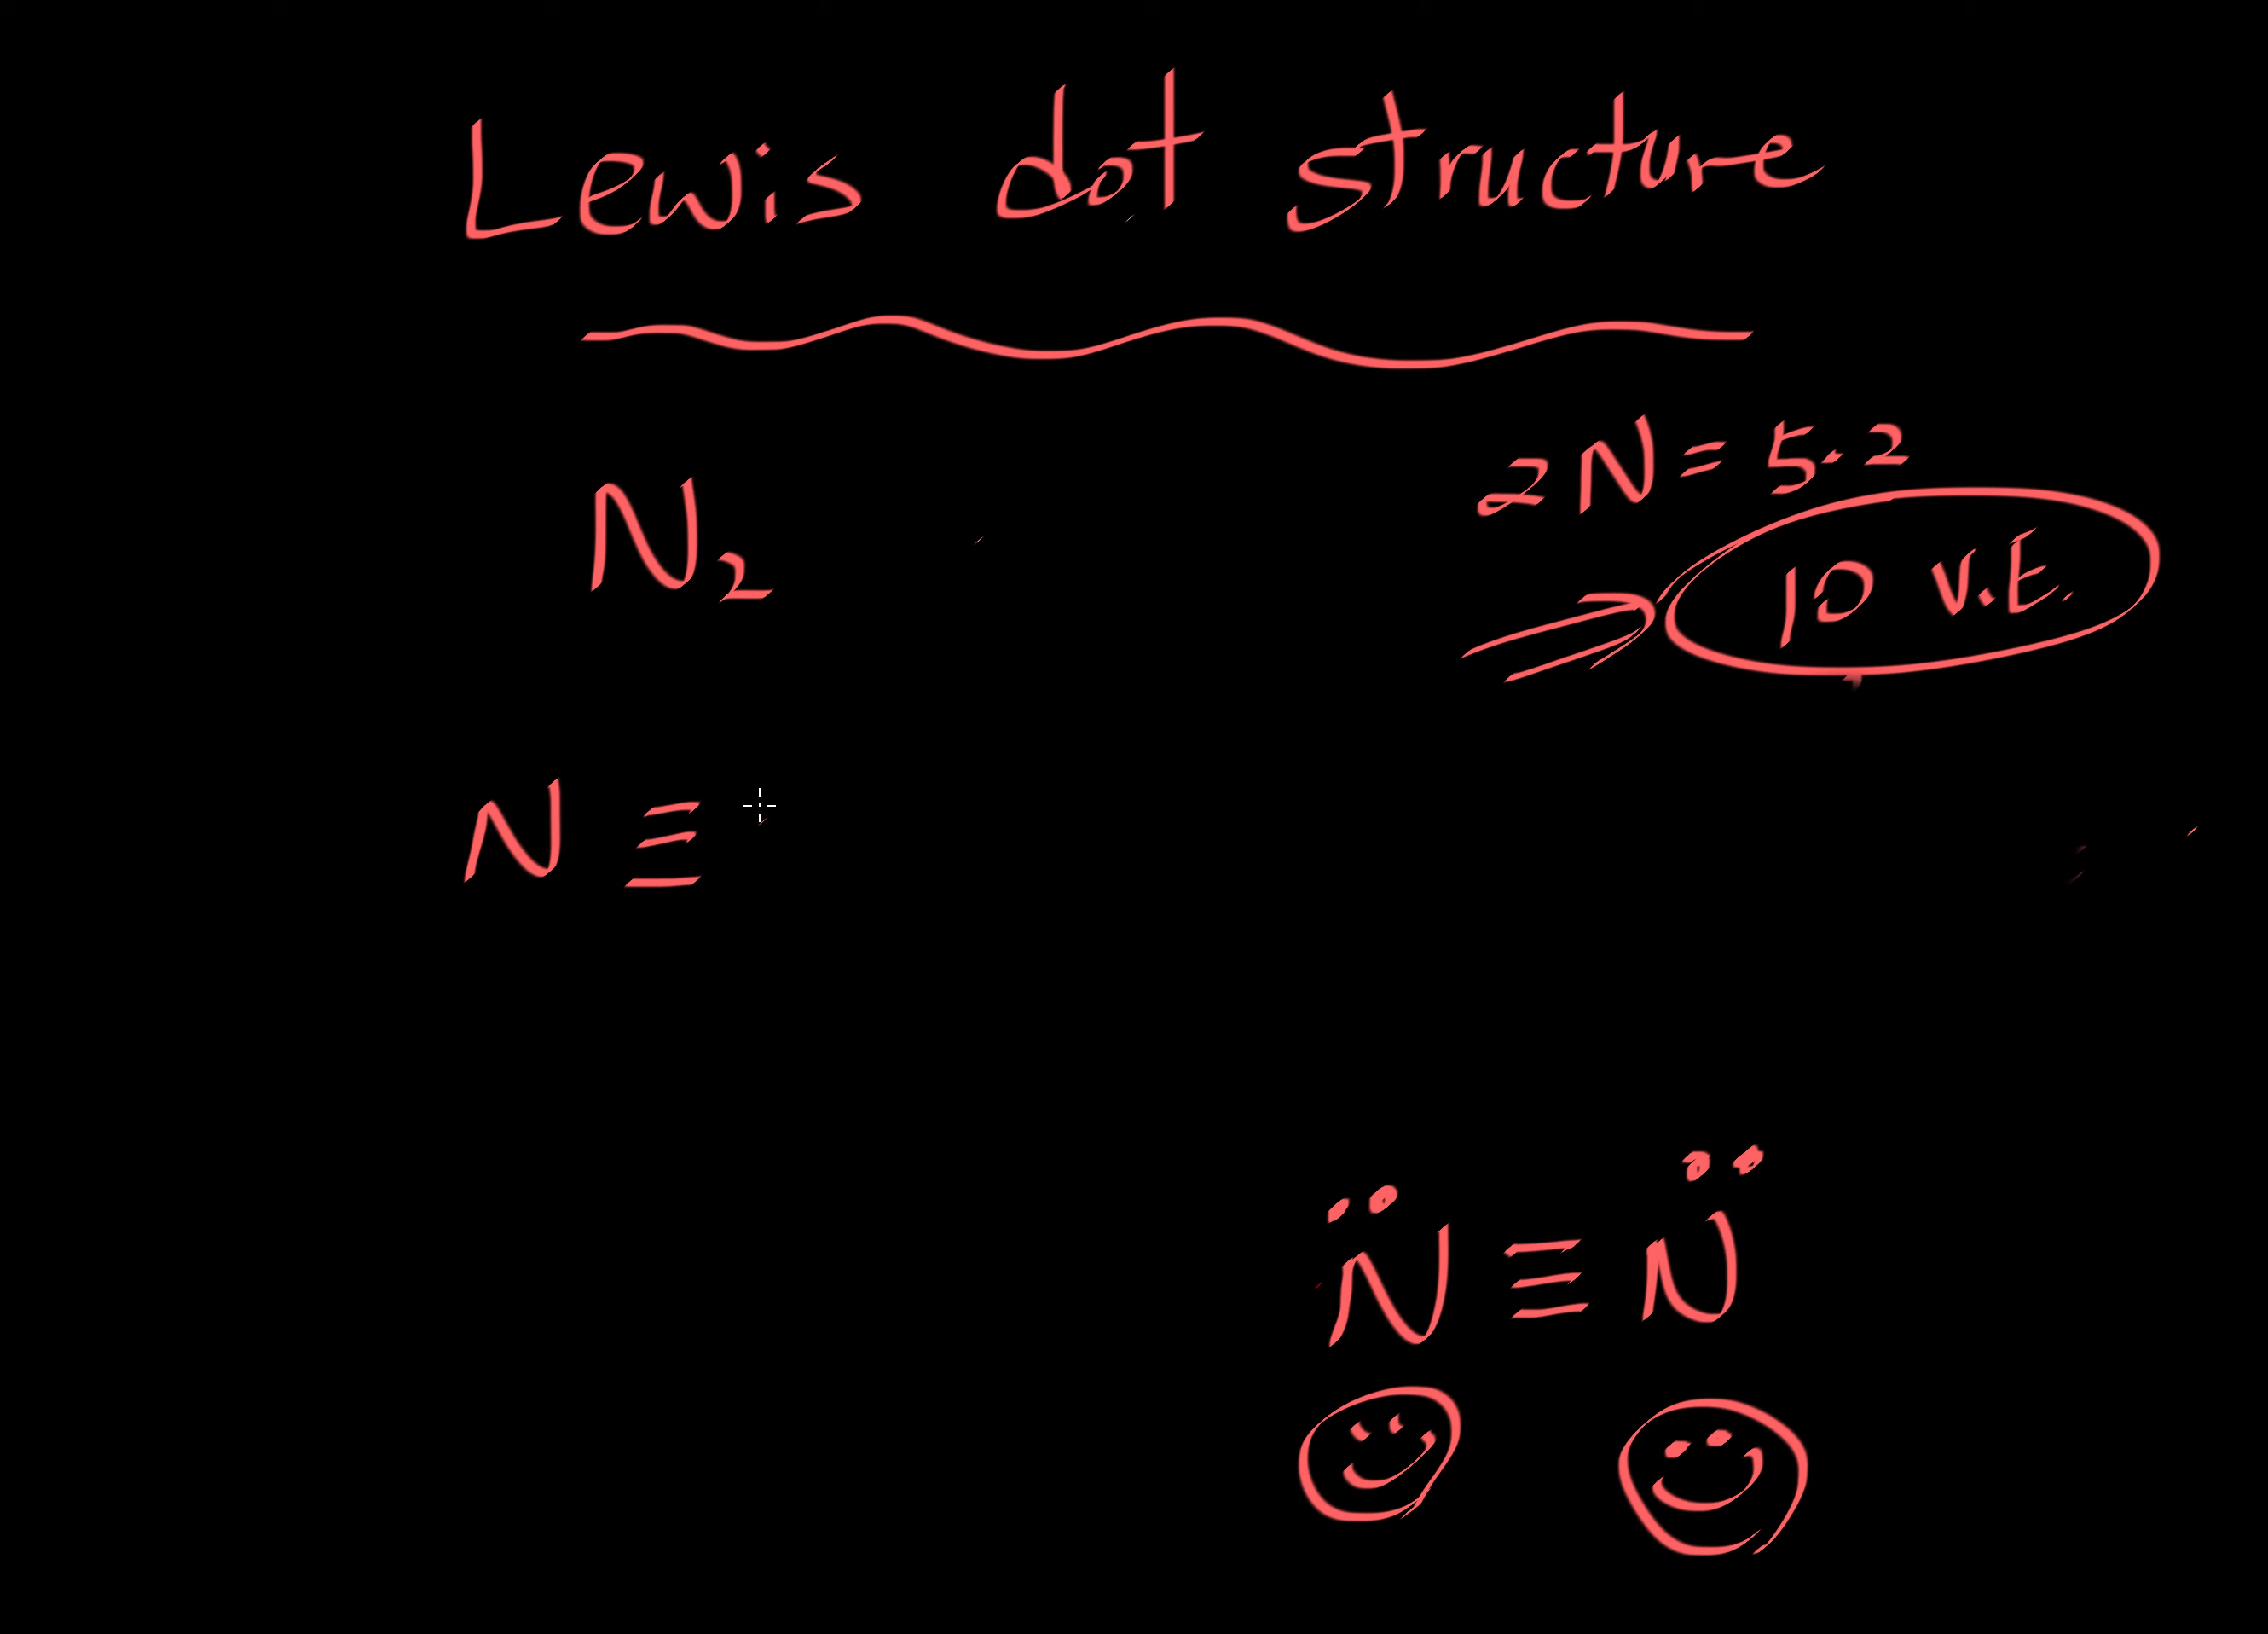 Lewis dot structure
N₂
2N = 5.2
⇒ 10 V.E.
N ≡
N̈ ≡ N̈